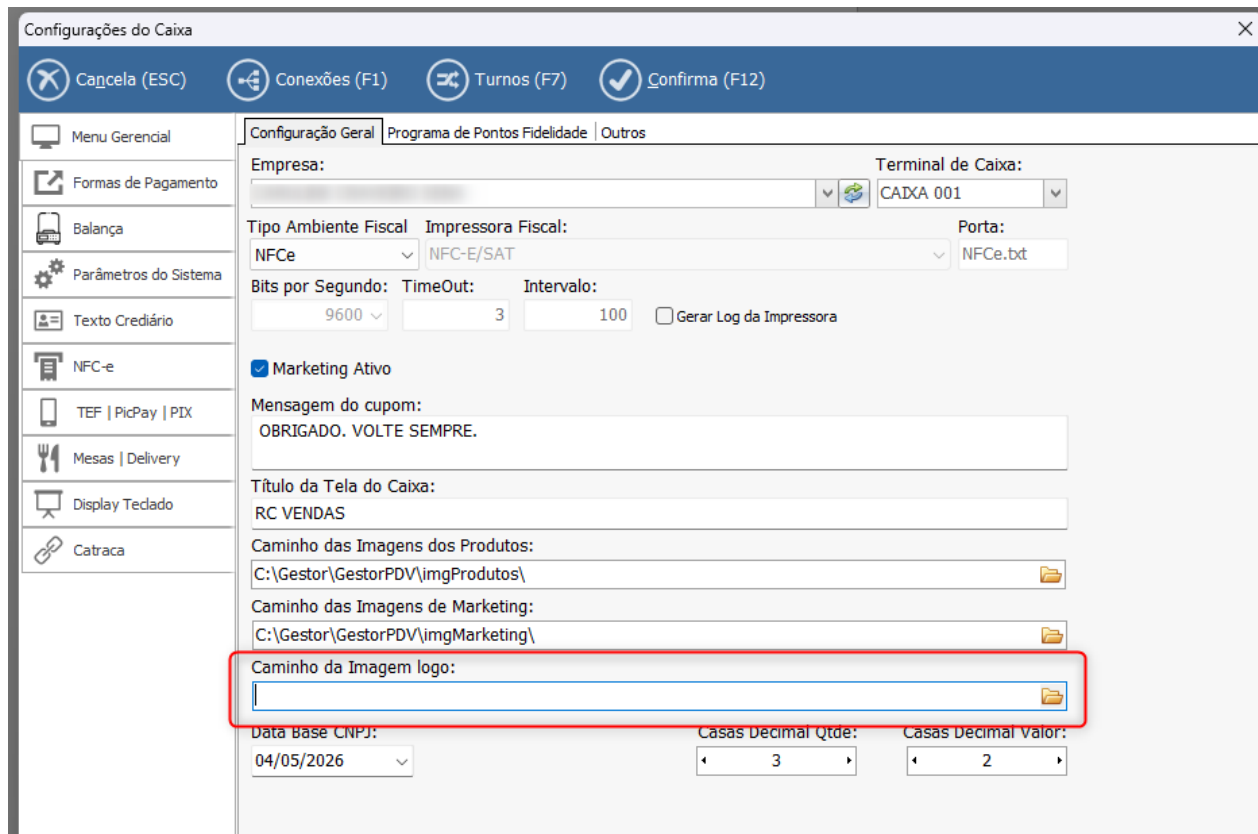 Configurações do Caixa
Cancela (ESC) Conexões (F1) Turnos (F7) Confirma (F12)
Menu Gerencial
Formas de Pagamento
Balança
Parâmetros do Sistema
Texto Crediário
NFC-e
TEF | PicPay | PIX
Mesas | Delivery
Display Teclado
Catraca
Configuração Geral Programa de Pontos Fidelidade Outros
Empresa: Terminal de Caixa:
CAIXA 001
Tipo Ambiente Fiscal Impressora Fiscal: Porta:
NFCe NFC-E/SAT NFCe.txt
Bits por Segundo: TimeOut: Intervalo:
9600 3 100 Gerar Log da Impressora
Marketing Ativo
Mensagem do cupom:
OBRIGADO. VOLTE SEMPRE.
Título da Tela do Caixa:
RC VENDAS
Caminho das Imagens dos Produtos:
C:\Gestor\GestorPDV\imgProdutos\
Caminho das Imagens de Marketing:
C:\Gestor\GestorPDV\imgMarketing\
Caminho da Imagem logo:
Data Base CNPJ: Casas Decimal Qtde: Casas Decimal Valor:
04/05/2026 3 2